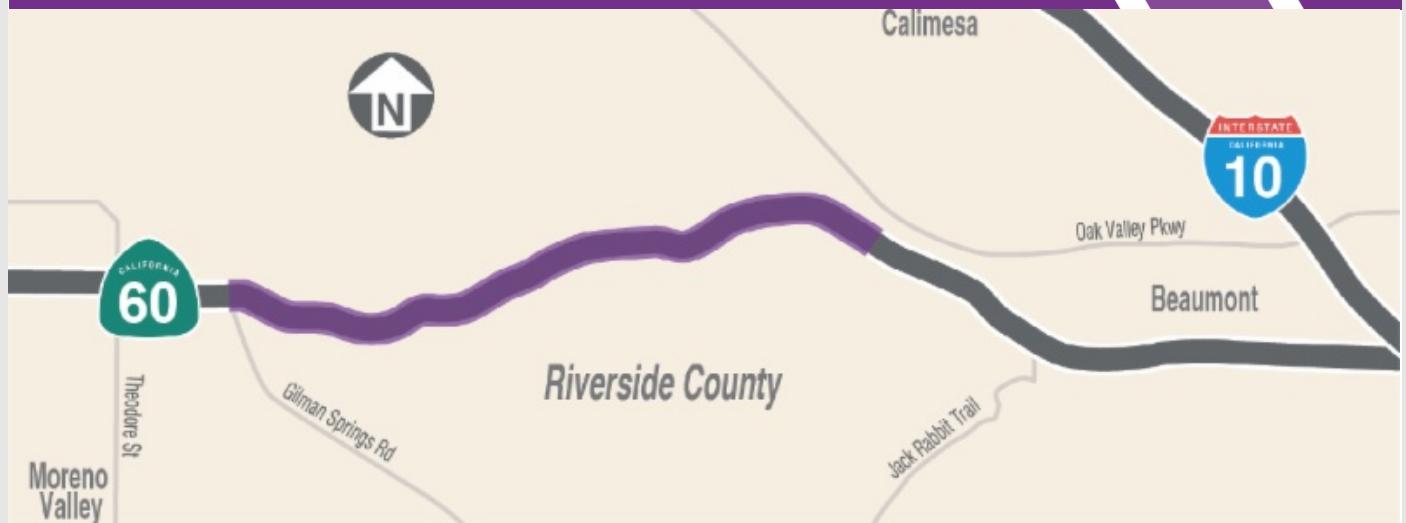 Calimesa
N
INTERSTATE
CALIFORNIA
10
Oak Valley Pkwy
CALIFORNIA
60
Beaumont
Riverside County
Theodore St
Gilman Springs Rd
Jack Rabbit Trail
Moreno
Valley